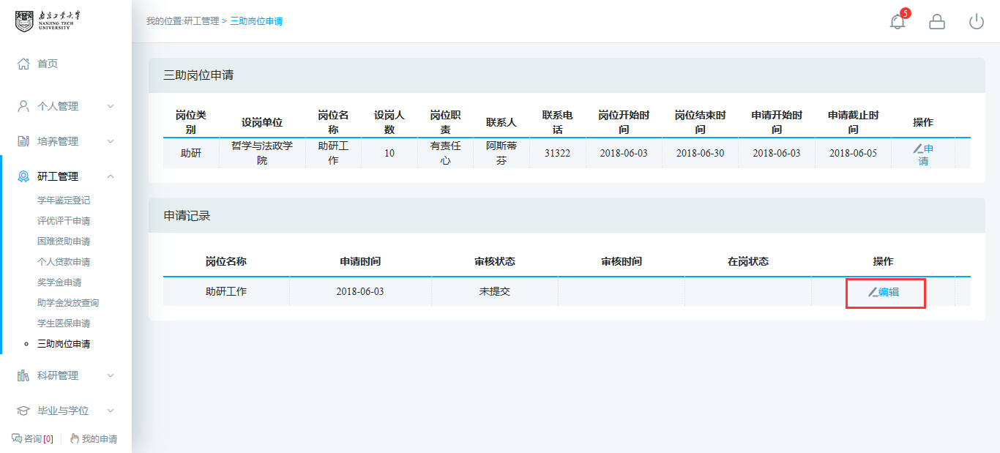 南京工业大学
NANJING TECH
UNIVERSITY
首页
个人管理
培养管理
研工管理
学年鉴定登记
评优评干申请
困难资助申请
个人贷款申请
奖学金申请
助学金发放查询
学生医保申请
三助岗位申请
科研管理
毕业与学位
咨询[0] 我的申请
我的位置:研工管理 > 三助岗位申请
5
三助岗位申请
岗位类别 设岗单位 岗位名称 设岗人数 岗位职责 联系人 联系电话 岗位开始时间 岗位结束时间 申请开始时间 申请截止时间 操作
助研 哲学与法政学院 助研工作 10 有责任心 阿斯蒂芬 31322 2018-06-03 2018-06-30 2018-06-03 2018-06-05 申请
申请记录
岗位名称 申请时间 审核状态 审核时间 在岗状态 操作
助研工作 2018-06-03 未提交 编辑